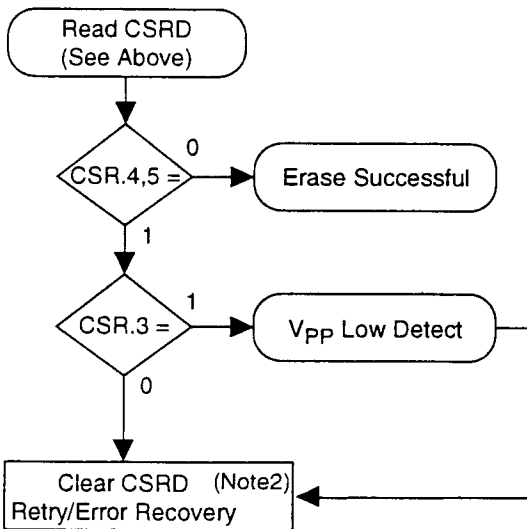 Read CSRD
(See Above)
0
CSR.4,5 =
Erase Successful
1
1
CSR.3 =
VPP Low Detect
0
Clear CSRD (Note2)
Retry/Error Recovery